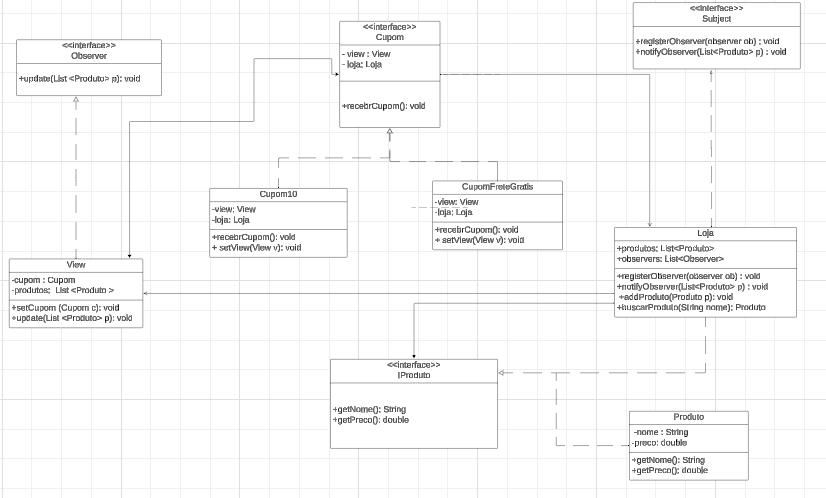 <<interface>>
Subject
+registerObserver(observer ob) : void
+notifyObserver(List<Produto> p) : void
<<interface>>
Cupom
- view : View
- loja: Loja
+recebrCupom(): void
<<interface>>
Observer
+update(List <Produto> p): void
Cupom10
-view: View
-loja: Loja
+recebrCupom(): void
+ setView(View v): void
CupomFreteGratis
-view: View
-loja: Loja
+recebrCupom(): void
+ setView(View v): void
Loja
+produtos: List<Produto>
+observers: List<Observer>
+registerObserver(observer ob) : void
+notifyObserver(List<Produto> p) : void
+addProduto(Produto p): void
+buscarProduto(String nome): Produto
View
-cupom : Cupom
-produtos: List <Produto >
+setCupom (Cupom c): void
+update(List <Produto> p): void
<<interface>>
IProduto
+getNome(): String
+getPreco(): double
Produto
-nome : String
-preco: double
+getNome(): String
+getPreco(): double